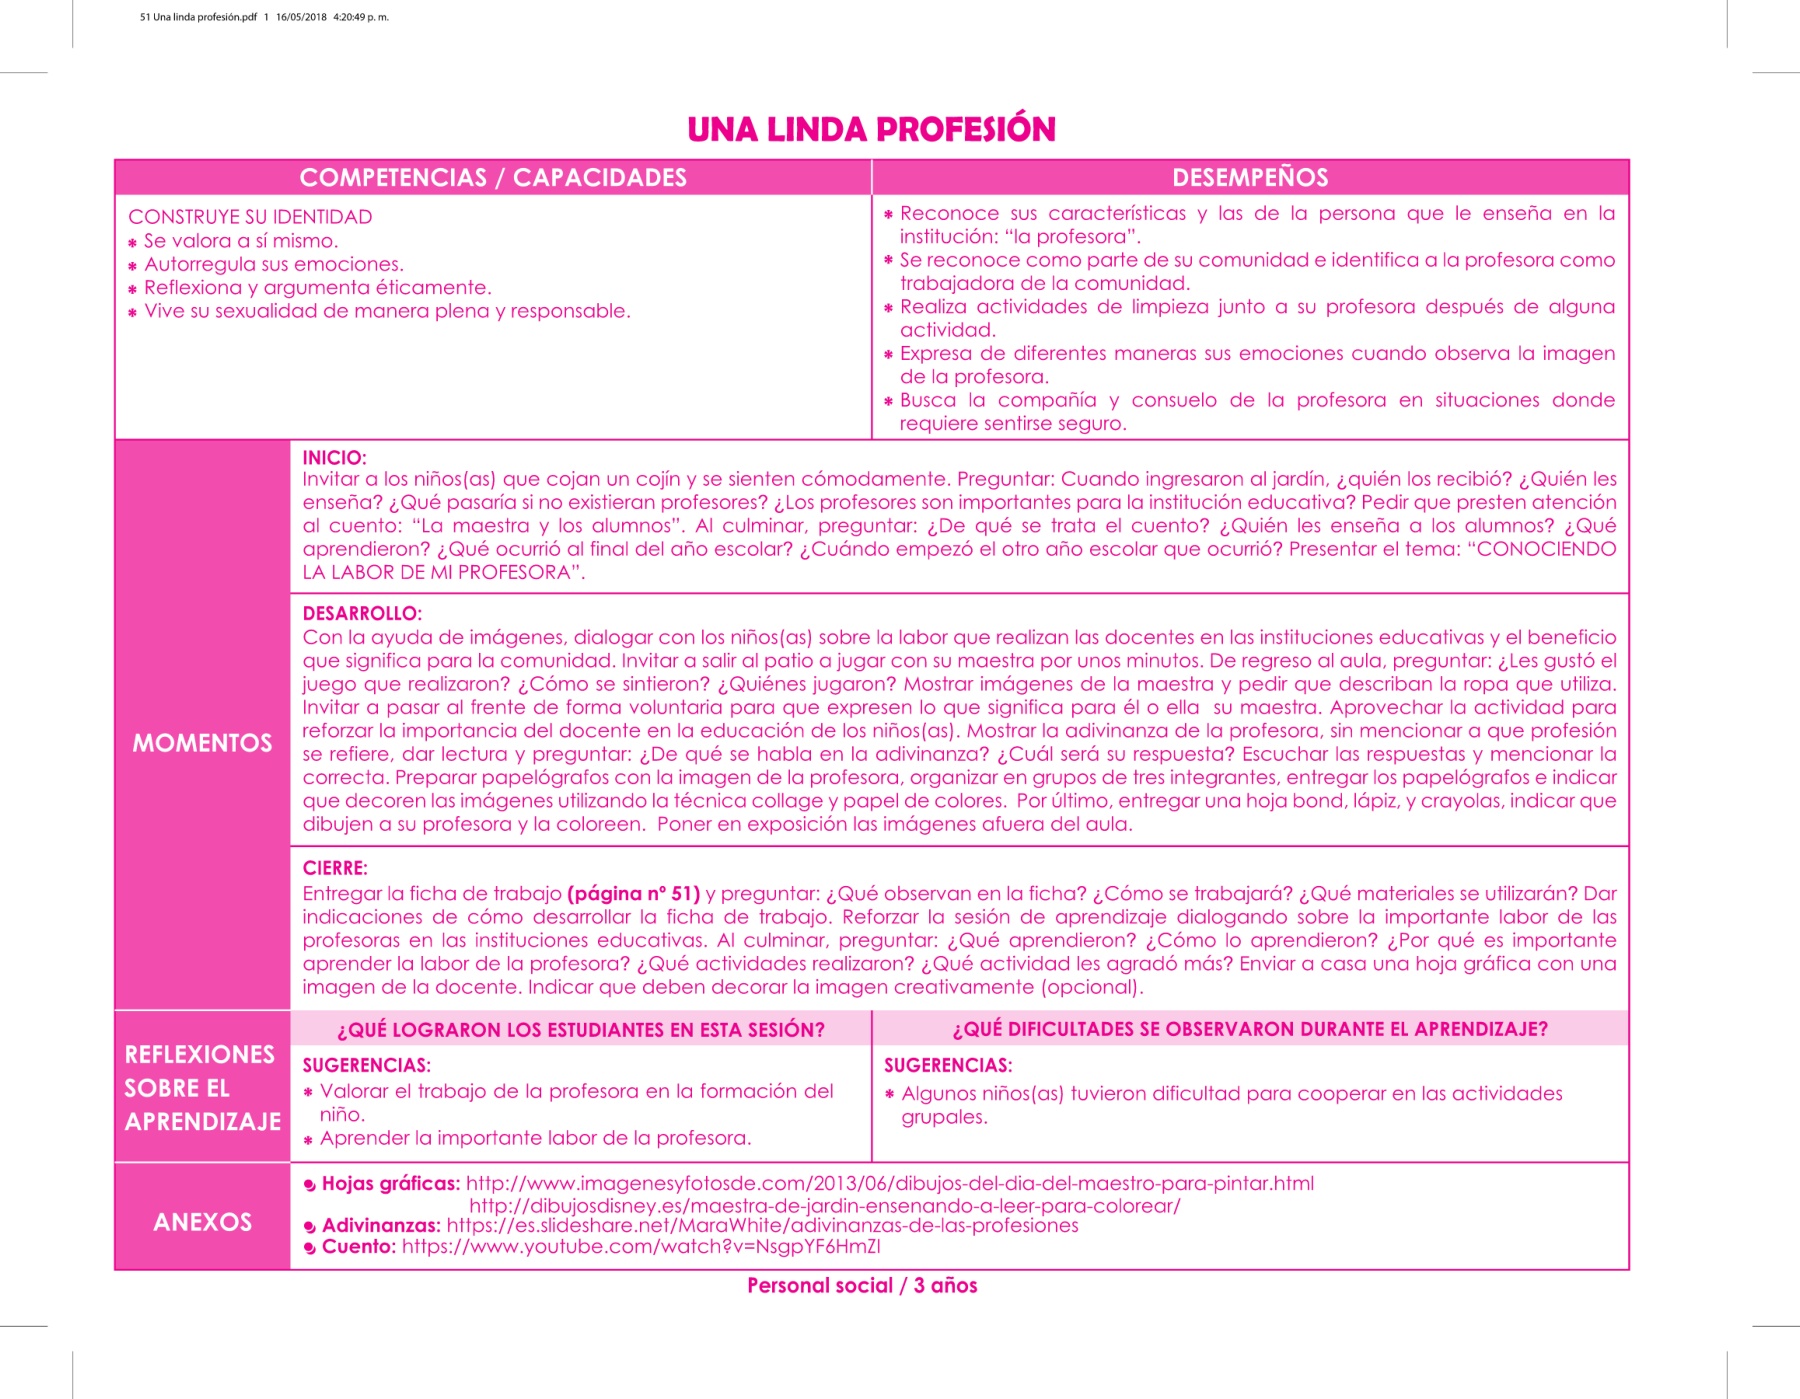 51 Una linda profesión.pdf   1   16/05/2018   4:20:49 p. m.
UNA LINDA PROFESIÓN
COMPETENCIAS / CAPACIDADES
DESEMPEÑOS
CONSTRUYE SU IDENTIDAD
* Se valora a sí mismo.
* Autorregula sus emociones.
* Reflexiona y argumenta éticamente.
* Vive su sexualidad de manera plena y responsable.
* Reconoce sus características y las de la persona que le enseña en la
institución: “la profesora”.
* Se reconoce como parte de su comunidad e identifica a la profesora como
trabajadora de la comunidad.
* Realiza actividades de limpieza junto a su profesora después de alguna
actividad.
* Expresa de diferentes maneras sus emociones cuando observa la imagen
de la profesora.
* Busca la compañía y consuelo de la profesora en situaciones donde
requiere sentirse seguro.
MOMENTOS
INICIO:
Invitar a los niños(as) que cojan un cojín y se sienten cómodamente. Preguntar: Cuando ingresaron al jardín, ¿quién los recibió? ¿Quién les
enseña? ¿Qué pasaría si no existieran profesores? ¿Los profesores son importantes para la institución educativa? Pedir que presten atención
al cuento: “La maestra y los alumnos”. Al culminar, preguntar: ¿De qué se trata el cuento? ¿Quién les enseña a los alumnos? ¿Qué
aprendieron? ¿Qué ocurrió al final del año escolar? ¿Cuándo empezó el otro año escolar que ocurrió? Presentar el tema: “CONOCIENDO
LA LABOR DE MI PROFESORA”.
DESARROLLO:
Con la ayuda de imágenes, dialogar con los niños(as) sobre la labor que realizan las docentes en las instituciones educativas y el beneficio
que significa para la comunidad. Invitar a salir al patio a jugar con su maestra por unos minutos. De regreso al aula, preguntar: ¿Les gustó el
juego que realizaron? ¿Cómo se sintieron? ¿Quiénes jugaron? Mostrar imágenes de la maestra y pedir que describan la ropa que utiliza.
Invitar a pasar al frente de forma voluntaria para que expresen lo que significa para él o ella  su maestra. Aprovechar la actividad para
reforzar la importancia del docente en la educación de los niños(as). Mostrar la adivinanza de la profesora, sin mencionar a que profesión
se refiere, dar lectura y preguntar: ¿De qué se habla en la adivinanza? ¿Cuál será su respuesta? Escuchar las respuestas y mencionar la
correcta. Preparar papelógrafos con la imagen de la profesora, organizar en grupos de tres integrantes, entregar los papelógrafos e indicar
que decoren las imágenes utilizando la técnica collage y papel de colores.  Por último, entregar una hoja bond, lápiz, y crayolas, indicar que
dibujen a su profesora y la coloreen.  Poner en exposición las imágenes afuera del aula.
CIERRE:
Entregar la ficha de trabajo (página nº 51) y preguntar: ¿Qué observan en la ficha? ¿Cómo se trabajará? ¿Qué materiales se utilizarán? Dar
indicaciones de cómo desarrollar la ficha de trabajo. Reforzar la sesión de aprendizaje dialogando sobre la importante labor de las
profesoras en las instituciones educativas. Al culminar, preguntar: ¿Qué aprendieron? ¿Cómo lo aprendieron? ¿Por qué es importante
aprender la labor de la profesora? ¿Qué actividades realizaron? ¿Qué actividad les agradó más? Enviar a casa una hoja gráfica con una
imagen de la docente. Indicar que deben decorar la imagen creativamente (opcional).
REFLEXIONES
SOBRE EL
APRENDIZAJE
¿QUÉ LOGRARON LOS ESTUDIANTES EN ESTA SESIÓN?
SUGERENCIAS:
* Valorar el trabajo de la profesora en la formación del
niño.
* Aprender la importante labor de la profesora.
¿QUÉ DIFICULTADES SE OBSERVARON DURANTE EL APRENDIZAJE?
SUGERENCIAS:
* Algunos niños(as) tuvieron dificultad para cooperar en las actividades
grupales.
ANEXOS
Hojas gráficas: http://www.imagenesyfotosde.com/2013/06/dibujos-del-dia-del-maestro-para-pintar.html
http://dibujosdisney.es/maestra-de-jardin-ensenando-a-leer-para-colorear/
Adivinanzas: https://es.slideshare.net/MaraWhite/adivinanzas-de-las-profesiones
Cuento: https://www.youtube.com/watch?v=NsgpYF6HmZI
Personal social / 3 años